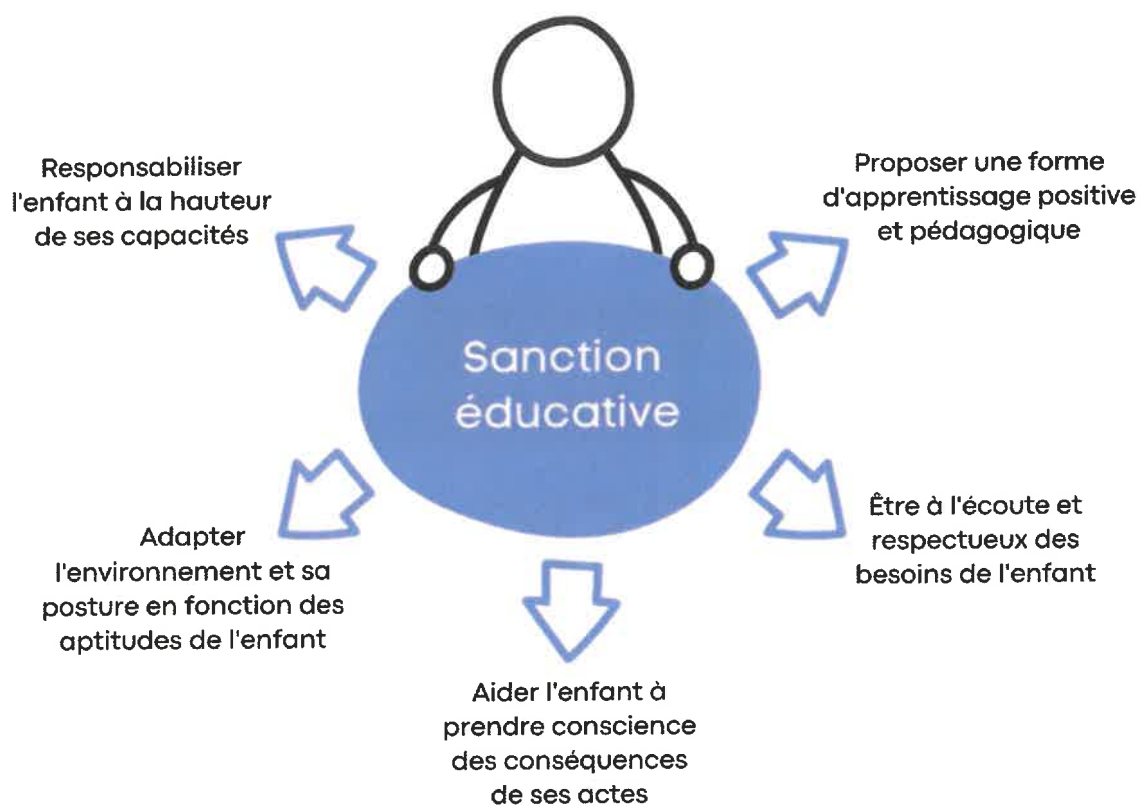 Responsabiliser
l'enfant à la hauteur
de ses capacités
Proposer une forme
d'apprentissage positive
et pédagogique
Sanction
éducative
Adapter
l'environnement et sa
posture en fonction des
aptitudes de l'enfant
Être à l'écoute et
respectueux des
besoins de l'enfant
Aider l'enfant à
prendre conscience
des conséquences
de ses actes